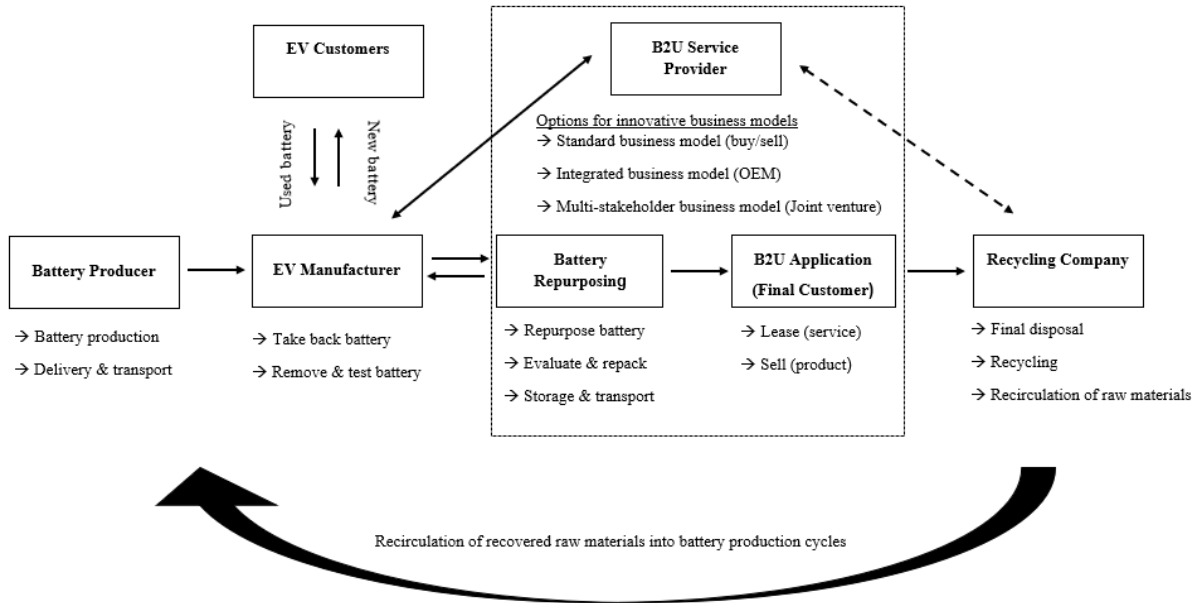 EV Customers
B2U Service
Provider
Used battery
New battery
Options for innovative business models
→ Standard business model (buy/sell)
→ Integrated business model (OEM)
→ Multi-stakeholder business model (Joint venture)
Battery Producer
EV Manufacturer
Battery
Repurposing
B2U Application
(Final Customer)
Recycling Company
→ Battery production
→ Delivery & transport
→ Take back battery
→ Remove & test battery
→ Repurpose battery
→ Evaluate & repack
→ Storage & transport
→ Lease (service)
→ Sell (product)
→ Final disposal
→ Recycling
→ Recirculation of raw materials
Recirculation of recovered raw materials into battery production cycles